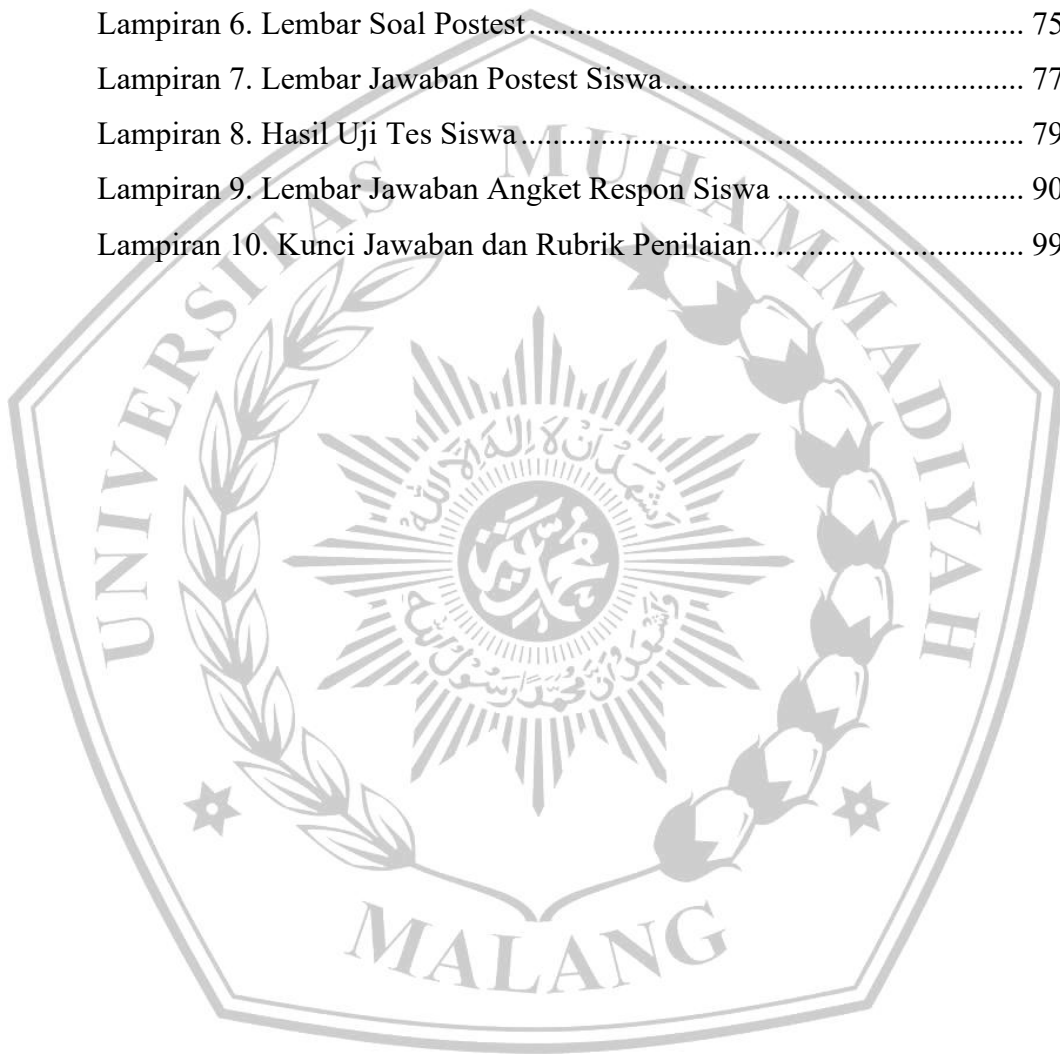 Lampiran 6. Lembar Soal Postest........................................................ 75
Lampiran 7. Lembar Jawaban Postest Siswa........................................ 77
Lampiran 8. Hasil Uji Tes Siswa........................................................ 79
Lampiran 9. Lembar Jawaban Angket Respon Siswa ............................ 90
Lampiran 10. Kunci Jawaban dan Rubrik Penilaian............................... 99
UNIVERSITAS MUHAMMADIYAH
MALANG